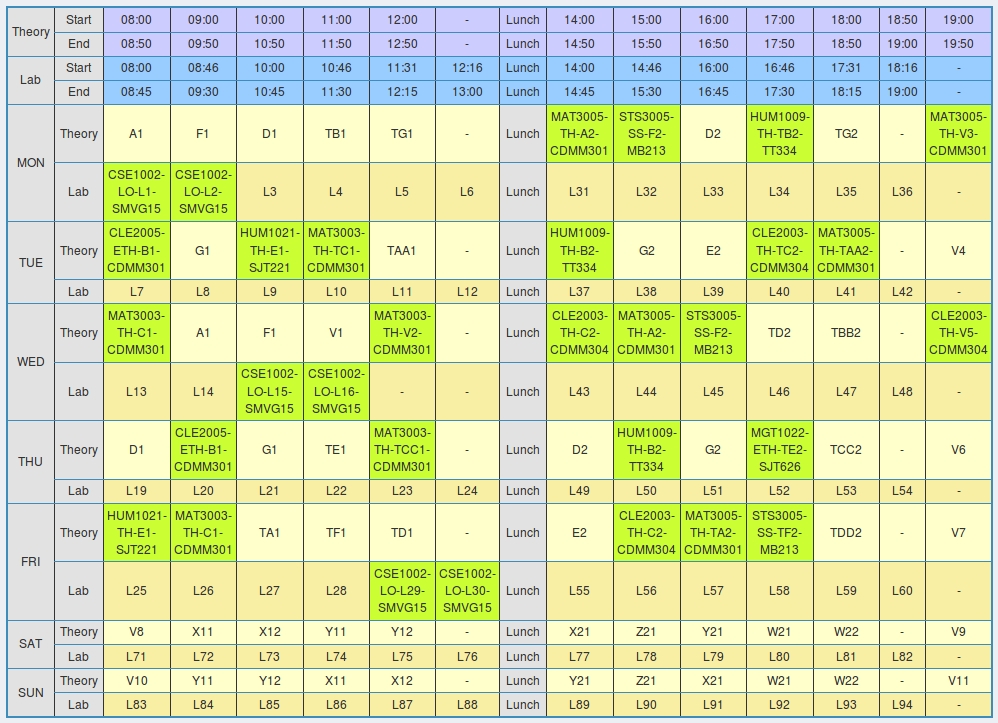 Theory Start 08:00 09:00 10:00 11:00 12:00 - Lunch 14:00 15:00 16:00 17:00 18:00 18:50 19:00
End 08:50 09:50 10:50 11:50 12:50 - Lunch 14:50 15:50 16:50 17:50 18:50 19:00 19:50
Lab Start 08:00 08:46 10:00 10:46 11:31 12:16 Lunch 14:00 14:46 16:00 16:46 17:31 18:16 -
End 08:45 09:30 10:45 11:30 12:15 13:00 Lunch 14:45 15:30 16:45 17:30 18:15 19:00 -
MON Theory A1 F1 D1 TB1 TG1 - Lunch MAT3005-TH-A2-CDMM301 STS3005-SS-F2-MB213 D2 HUM1009-TH-TB2-TT334 TG2 - MAT3005-TH-V3-CDMM301
Lab CSE1002-LO-L1-SMVG15 CSE1002-LO-L2-SMVG15 L3 L4 L5 L6 Lunch L31 L32 L33 L34 L35 L36 -
TUE Theory CLE2005-ETH-B1-CDMM301 G1 HUM1021-TH-E1-SJT221 MAT3003-TH-TC1-CDMM301 TAA1 - Lunch HUM1009-TH-B2-TT334 G2 E2 CLE2003-TH-TC2-CDMM304 MAT3005-TH-TAA2-CDMM301 - V4
Lab L7 L8 L9 L10 L11 L12 Lunch L37 L38 L39 L40 L41 L42 -
WED Theory MAT3003-TH-C1-CDMM301 A1 F1 V1 MAT3003-TH-V2-CDMM301 - Lunch CLE2003-TH-C2-CDMM304 MAT3005-TH-A2-CDMM301 STS3005-SS-F2-MB213 TD2 TBB2 - CLE2003-TH-V5-CDMM304
Lab L13 L14 CSE1002-LO-L15-SMVG15 CSE1002-LO-L16-SMVG15 - - Lunch L43 L44 L45 L46 L47 L48 -
THU Theory D1 CLE2005-ETH-B1-CDMM301 G1 TE1 MAT3003-TH-TCC1-CDMM301 - Lunch D2 HUM1009-TH-B2-TT334 G2 MGT1022-ETH-TE2-SJT626 TCC2 - V6
Lab L19 L20 L21 L22 L23 L24 Lunch L49 L50 L51 L52 L53 L54 -
FRI Theory HUM1021-TH-E1-SJT221 MAT3003-TH-C1-CDMM301 TA1 TF1 TD1 - Lunch E2 CLE2003-TH-C2-CDMM304 MAT3005-TH-TA2-CDMM301 STS3005-SS-TF2-MB213 TDD2 - V7
Lab L25 L26 L27 L28 CSE1002-LO-L29-SMVG15 CSE1002-LO-L30-SMVG15 Lunch L55 L56 L57 L58 L59 L60 -
SAT Theory V8 X11 X12 Y11 Y12 - Lunch X21 Z21 Y21 W21 W22 - V9
Lab L71 L72 L73 L74 L75 L76 Lunch L77 L78 L79 L80 L81 L82 -
SUN Theory V10 Y11 Y12 X11 X12 - Lunch Y21 Z21 X21 W21 W22 - V11
Lab L83 L84 L85 L86 L87 L88 Lunch L89 L90 L91 L92 L93 L94 -